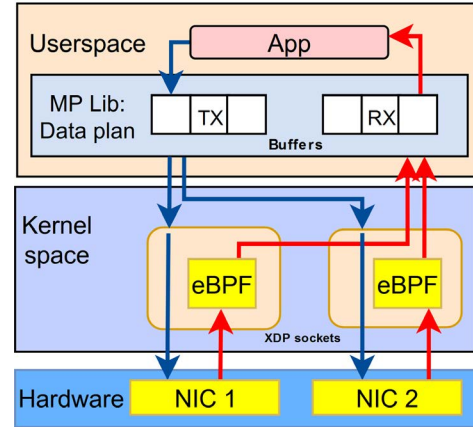 Userspace
App
MP Lib:
Data plan
TX
RX
Buffers
Kernel
space
eBPF
eBPF
XDP sockets
Hardware
NIC 1
NIC 2